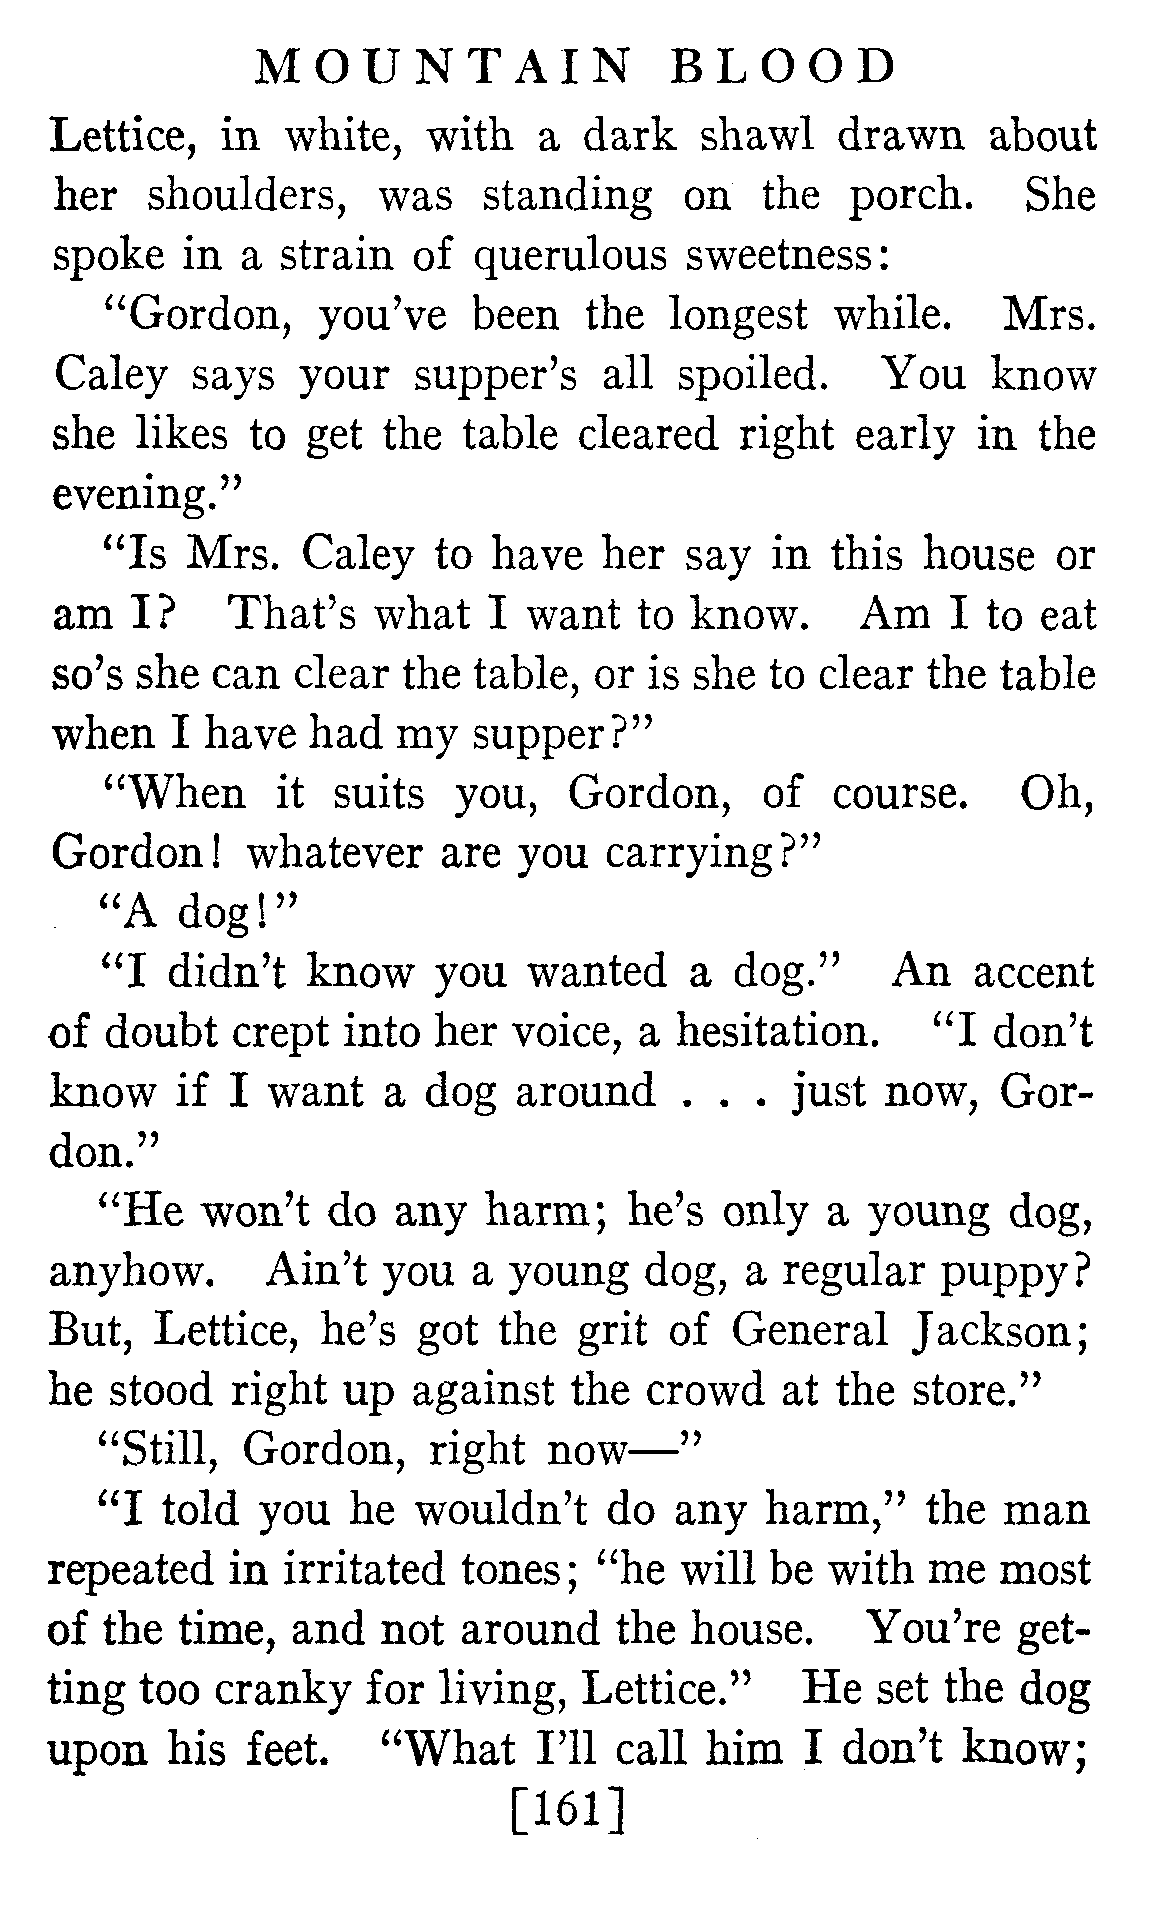 MOUNTAIN BLOOD
Lettice, in white, with a dark shawl drawn about
her shoulders, was standing on the porch. She
spoke in a strain of querulous sweetness:
“Gordon, you’ve been the longest while. Mrs.
Caley says your supper’s all spoiled. You know
she likes to get the table cleared right early in the
evening.”
“Is Mrs. Caley to have her say in this house or
am I? That’s what I want to know. Am I to eat
so’s she can clear the table, or is she to clear the table
when I have had my supper?”
“When it suits you, Gordon, of course. Oh,
Gordon! whatever are you carrying?”
“A dog!”
“I didn’t know you wanted a dog.” An accent
of doubt crept into her voice, a hesitation. “I don’t
know if I want a dog around . . . just now, Gor-
don.”
“He won’t do any harm; he’s only a young dog,
anyhow. Ain’t you a young dog, a regular puppy?
But, Lettice, he’s got the grit of General Jackson;
he stood right up against the crowd at the store.”
“Still, Gordon, right now—”
“I told you he wouldn’t do any harm,” the man
repeated in irritated tones; “he will be with me most
of the time, and not around the house. You’re get-
ting too cranky for living, Lettice.” He set the dog
upon his feet. “What I’ll call him I don’t know;
[161]